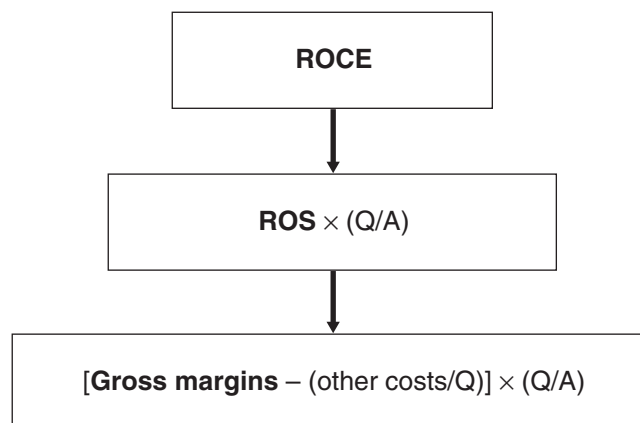 ROCE
ROS × (Q/A)
[Gross margins – (other costs/Q)] × (Q/A)